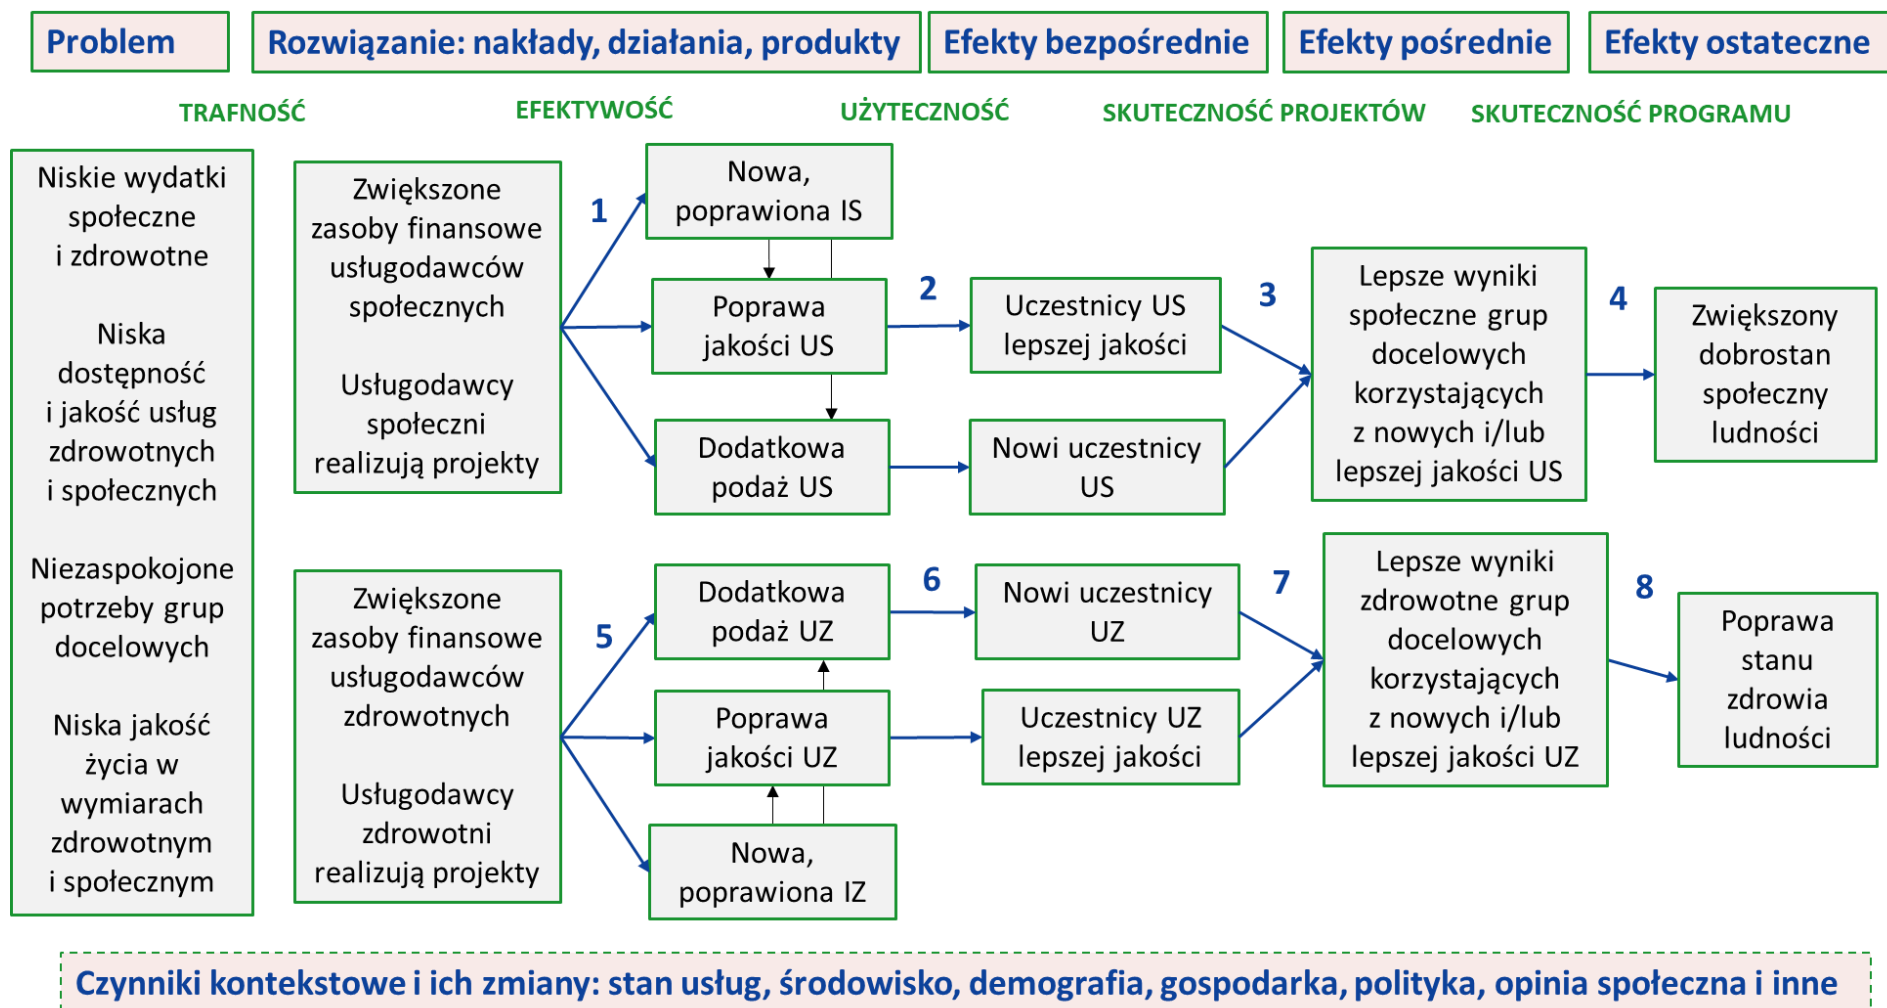 Problem
Rozwiązanie: nakłady, działania, produkty
Efekty bezpośrednie
Efekty pośrednie
Efekty ostateczne
TRAFNOŚĆ
EFEKTYWOŚĆ
UŻYTECZNOŚĆ
SKUTECZNOŚĆ PROJEKTÓW
SKUTECZNOŚĆ PROGRAMU
Niskie wydatki
społeczne
i zdrowotne
Niska
dostępność
i jakość usług
zdrowotnych
i społecznych
Niezaspokojone
potrzeby grup
docelowych
Niska jakość
życia w
wymiarach
zdrowotnym
i społecznym
Zwiększone
zasoby finansowe
usługodawców
społecznych
Usługodawcy
społeczni
realizują projekty
1
Nowa,
poprawiona IS
Poprawa
jakości US
Dodatkowa
podaż US
2
Uczestnicy US
lepszej jakości
Nowi uczestnicy
US
3
Lepsze wyniki
społeczne grup
docelowych
korzystających
z nowych i/lub
lepszej jakości US
4
Zwiększony
dobrostan
społeczny
ludności
Zwiększone
zasoby finansowe
usługodawców
zdrowotnych
Usługodawcy
zdrowotni
realizują projekty
5
Dodatkowa
podaż UZ
Poprawa
jakości UZ
Nowa,
poprawiona IZ
6
Nowi uczestnicy
UZ
Uczestnicy UZ
lepszej jakości
7
Lepsze wyniki
zdrowotne grup
docelowych
korzystających
z nowych i/lub
lepszej jakości UZ
8
Poprawa
stanu
zdrowia
ludności
Czynniki kontekstowe i ich zmiany: stan usług, środowisko, demografia, gospodarka, polityka, opinia społeczna i inne